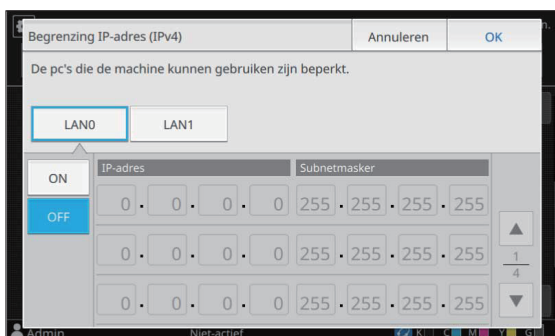 Begrenzing IP-adres (IPv4) Annuleren OK
De pc's die de machine kunnen gebruiken zijn beperkt.
LAN0 LAN1
IP-adres Subnetmasker
ON
0. 0. 0. 0 255. 255. 255. 255
OFF
0. 0. 0. 0 255. 255. 255. 255
1
4
0. 0. 0. 0 255. 255. 255. 255
Admin Niet-actief K C M Y G